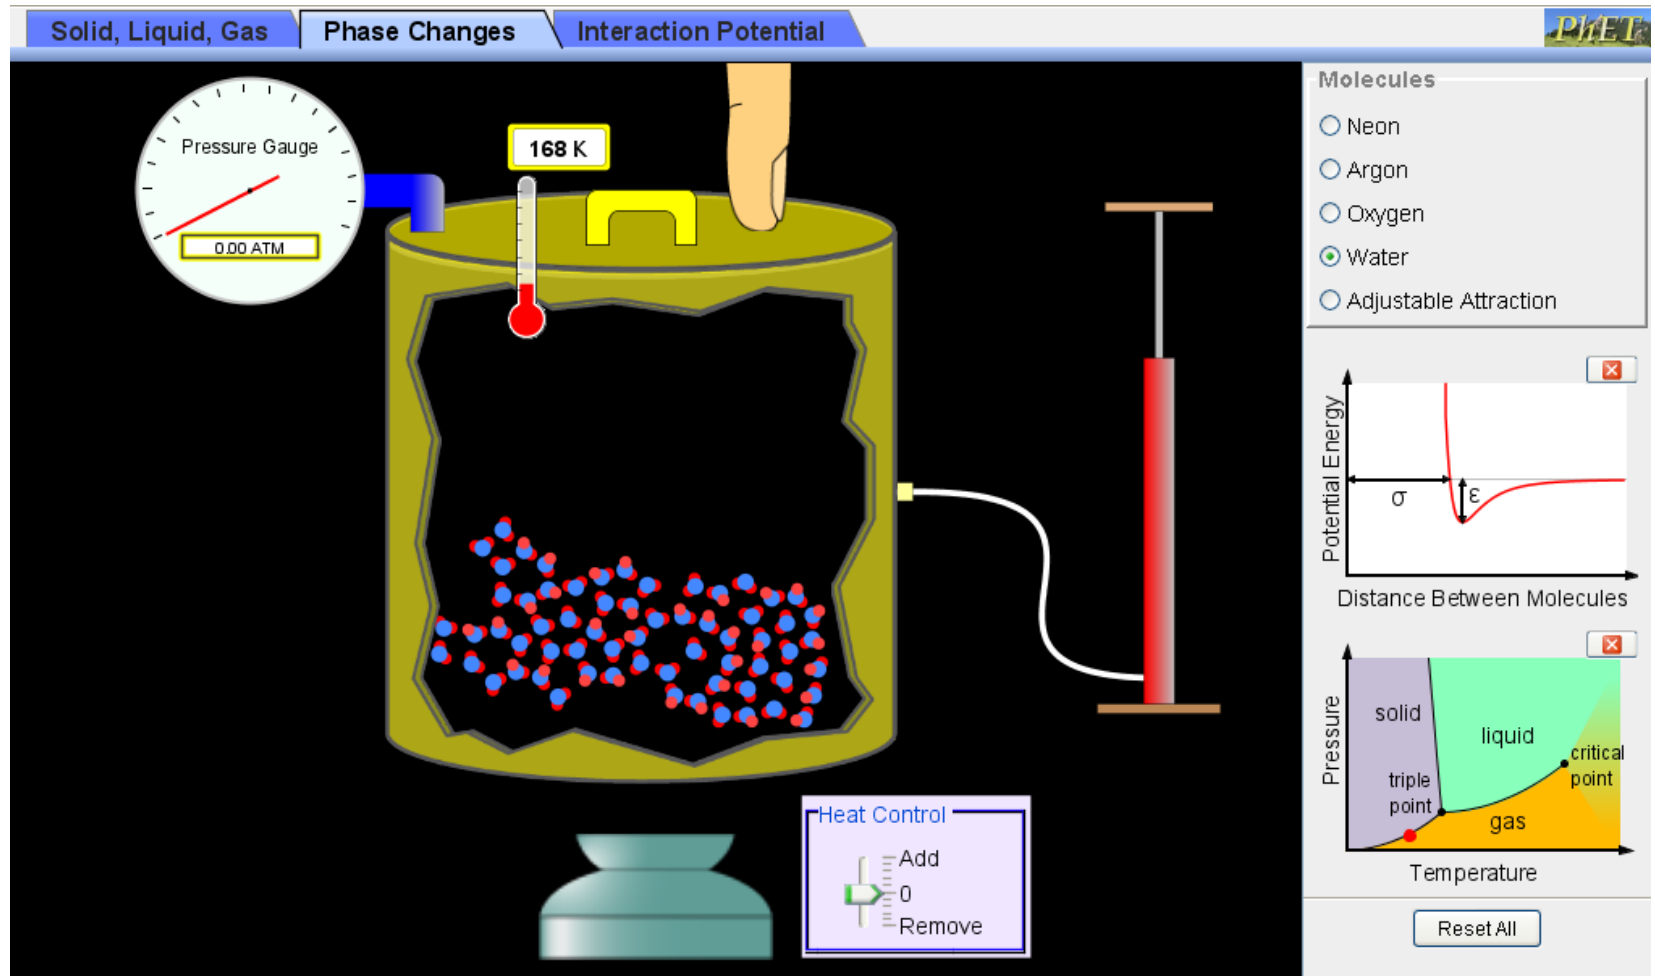 Solid, Liquid, Gas
Phase Changes
Interaction Potential
PhET
Pressure Gauge
0.00 ATM
168 K
Molecules
Neon
Argon
Oxygen
Water
Adjustable Attraction
Potential Energy
σ
ε
Distance Between Molecules
Pressure
solid
liquid
critical
point
triple
point
gas
Temperature
Heat Control
Add
0
Remove
Reset All